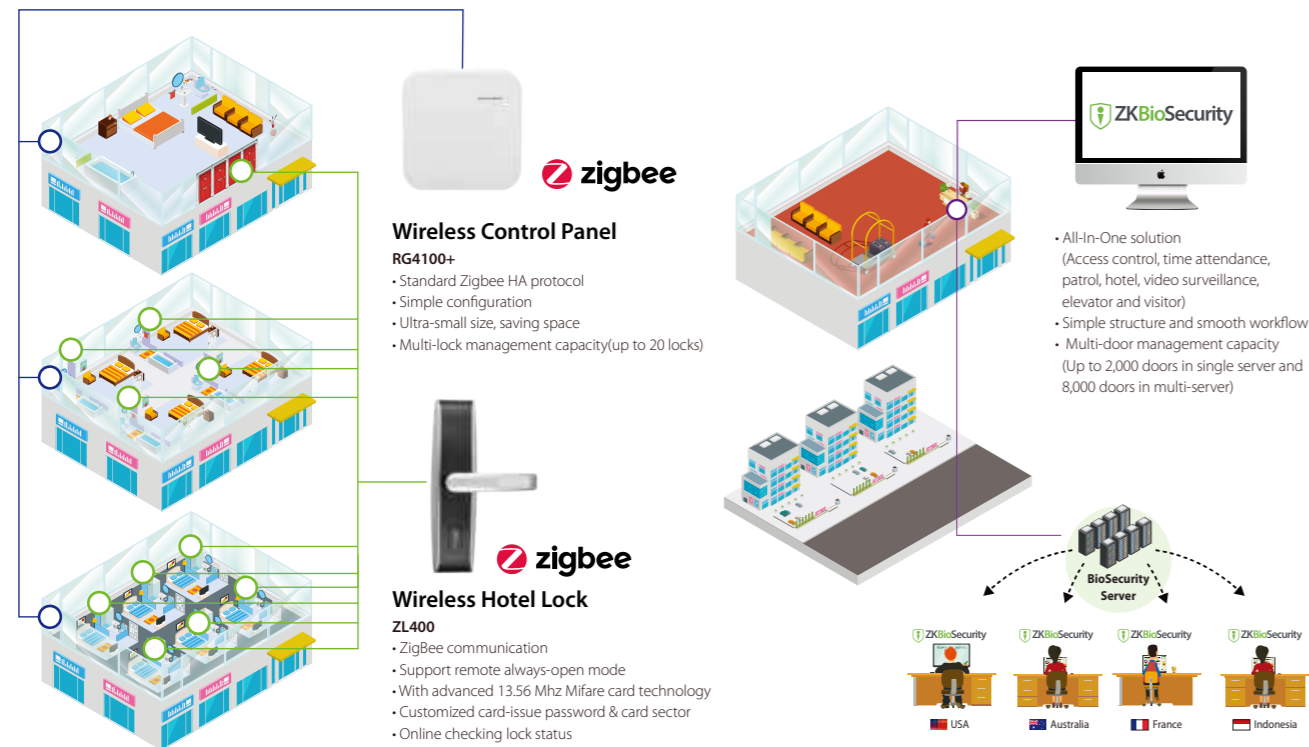 zigbee
Wireless Control Panel
RG4100+
• Standard Zigbee HA protocol
• Simple configuration
• Ultra-small size, saving space
• Multi-lock management capacity(up to 20 locks)
zigbee
Wireless Hotel Lock
ZL400
• ZigBee communication
• Support remote always-open mode
• With advanced 13.56 Mhz Mifare card technology
• Customized card-issue password & card sector
• Online checking lock status
ZKBioSecurity
• All-In-One solution
(Access control, time attendance,
patrol, hotel, video surveillance,
elevator and visitor)
• Simple structure and smooth workflow
• Multi-door management capacity
(Up to 2,000 doors in single server and
8,000 doors in multi-server)
BioSecurity
Server
ZKBioSecurity ZKBioSecurity ZKBioSecurity ZKBioSecurity
USA Australia France Indonesia